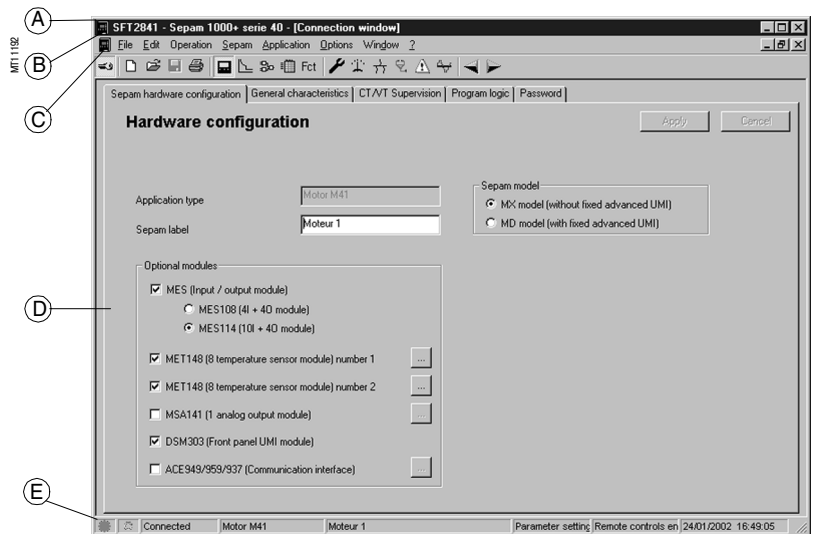 MT11192
A
SFT2841 - Sepam 1000+ serie 40 - [Connection window]
B
File Edit Operation Sepam Application Options Window ?
Fct
C
Sepam hardware configuration General characteristics CT/VT Supervision Program logic Password
Hardware configuration
Apply Cancel
Application type Motor M41
Sepam label Moteur 1
Sepam model
MX model (without fixed advanced UMI)
MD model (with fixed advanced UMI)
Optional modules
MES (Input / output module)
MES108 (4I + 4O module)
MES114 (10I + 4O module)
D
MET148 (8 temperature sensor module) number 1 ...
MET148 (8 temperature sensor module) number 2 ...
MSA141 (1 analog output module) ...
DSM303 (Front panel UMI module)
ACE949/959/937 (Communication interface) ...
E
Connected Motor M41 Moteur 1 Parameter setting Remote controls en 24/01/2002 16:49:05